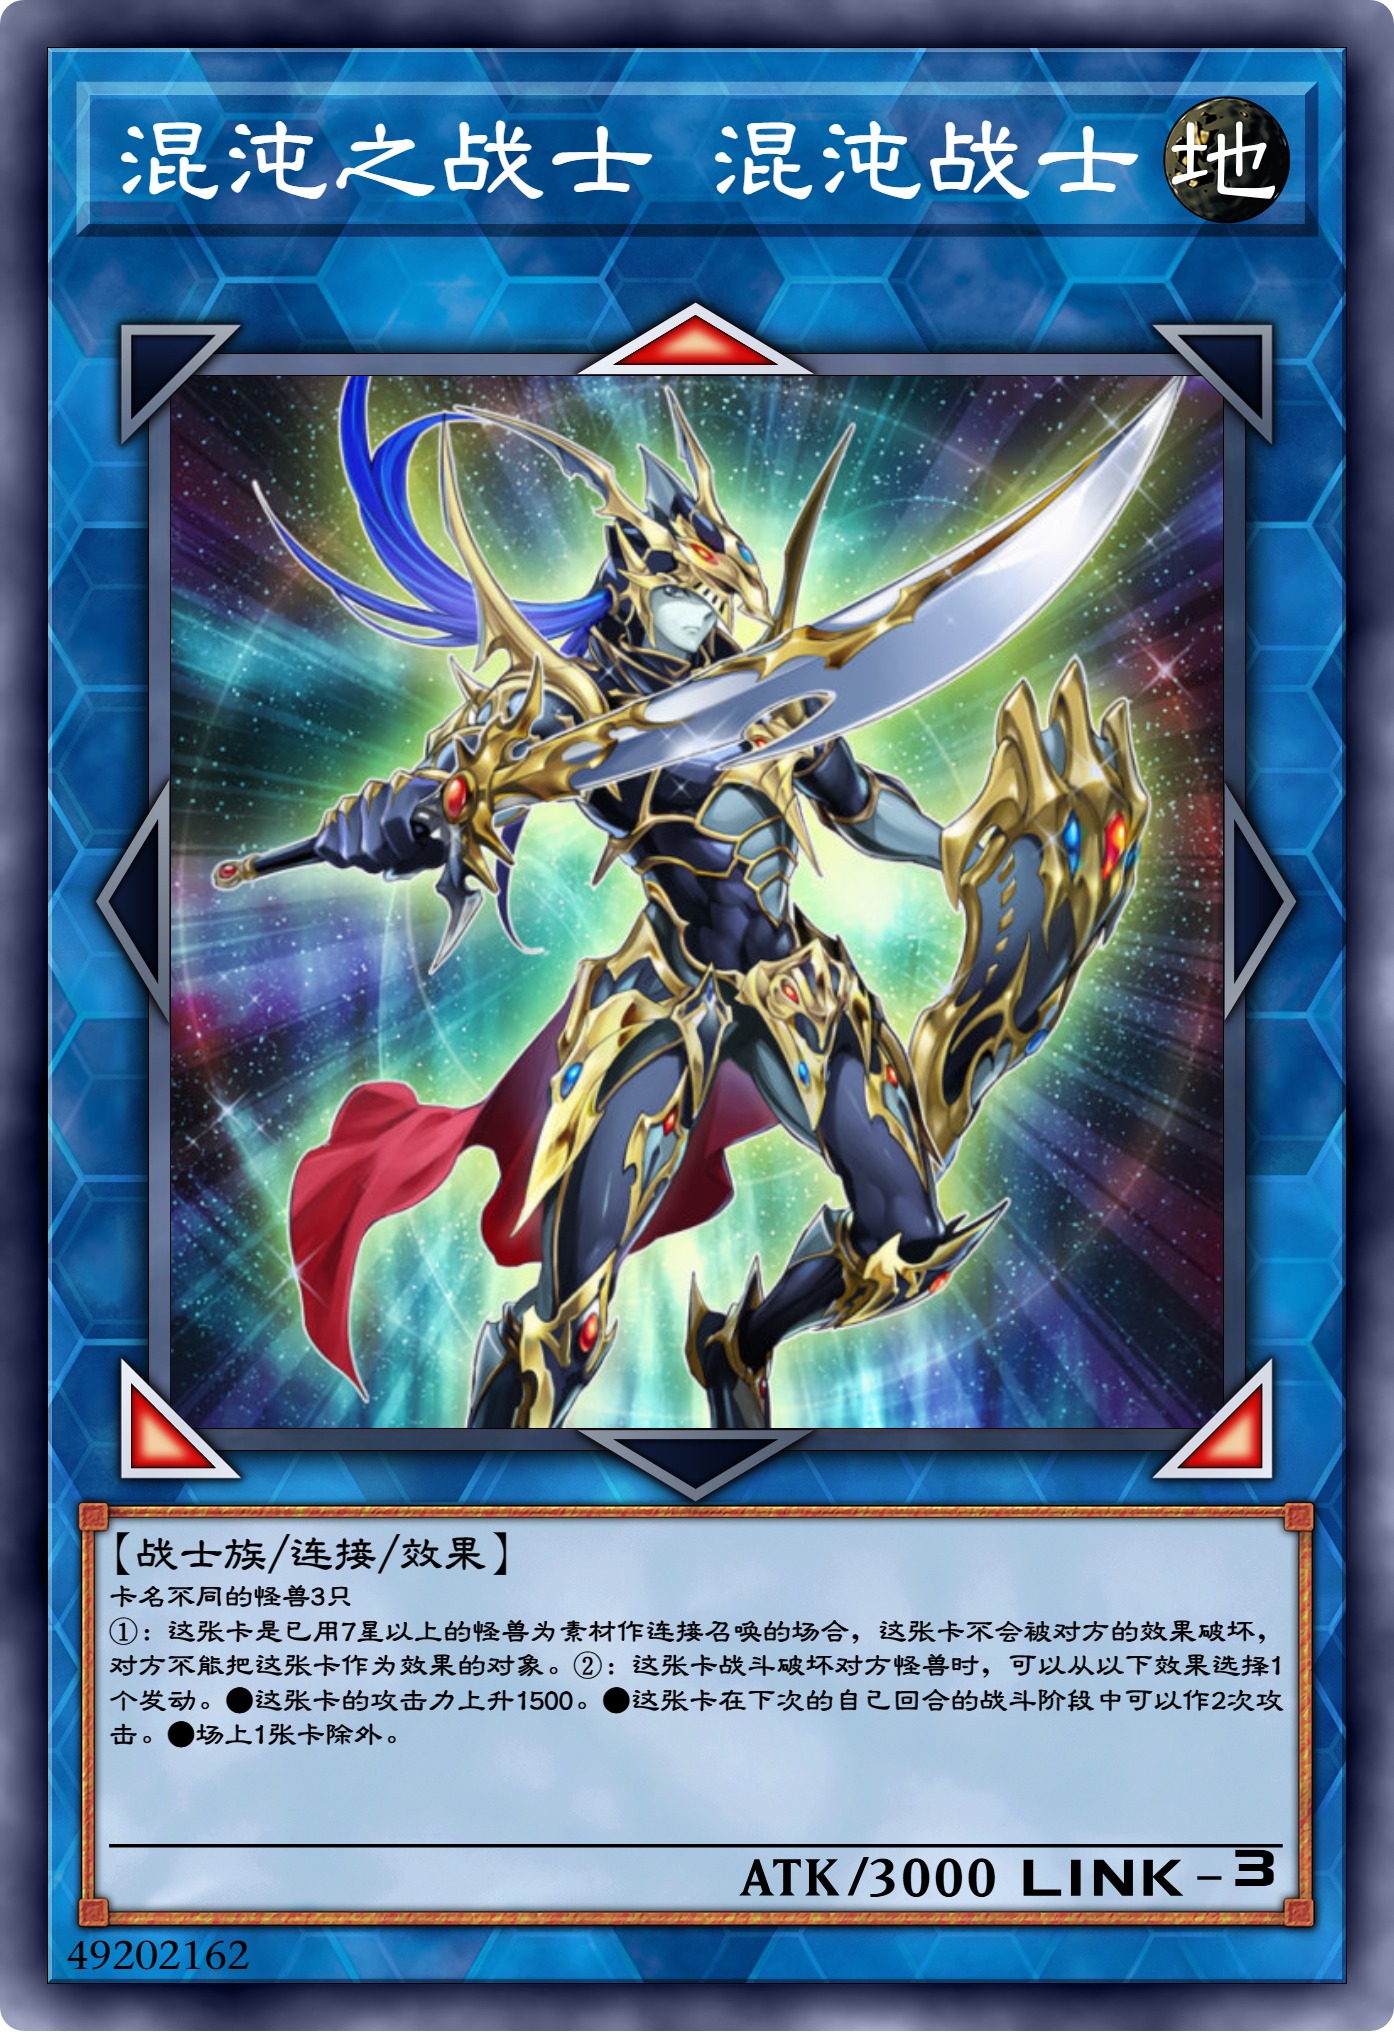 混沌之战士 混沌战士 地
【战士族/连接/效果】
卡名不同的怪兽3只
①：这张卡是已用7星以上的怪兽为素材作连接召唤的场合，这张卡不会被对方的效果破坏，
对方不能把这张卡作为效果的对象。②：这张卡战斗破坏对方怪兽时，可以从以下效果选择1
个发动。●这张卡的攻击力上升1500。●这张卡在下次的自己回合的战斗阶段中可以作2次攻
击。●场上1张卡除外。
ATK/3000 LINK-3
49202162